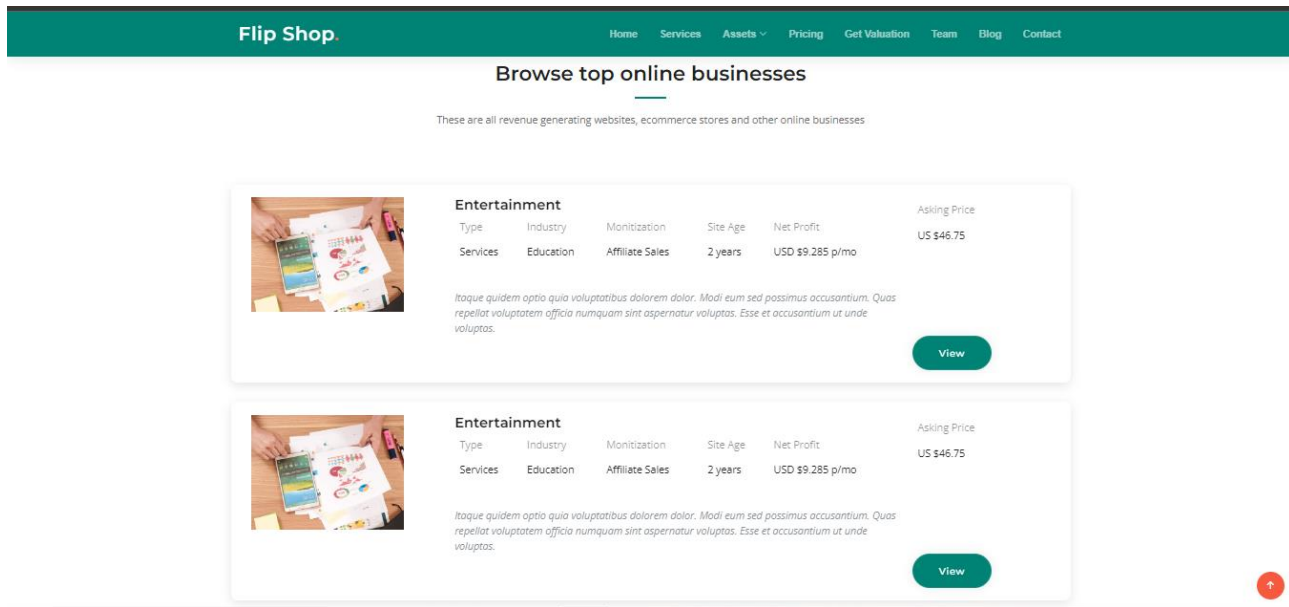 Flip Shop.
Home Services Assets Pricing Get Valuation Team Blog Contact
Browse top online businesses
These are all revenue generating websites, ecommerce stores and other online businesses
Entertainment
Type Industry Monitization Site Age Net Profit
Services Education Affiliate Sales 2 years USD $9.285 p/mo
Itaque quidem optio quia voluptatibus dolorem dolor. Modi eum sed possimus accusantium. Quas
repellat voluptatem officia numquam sint aspernatur voluptas. Esse et accusantium ut unde
voluptas.
Asking Price
US $46.75
View
Entertainment
Type Industry Monitization Site Age Net Profit
Services Education Affiliate Sales 2 years USD $9.285 p/mo
Itaque quidem optio quia voluptatibus dolorem dolor. Modi eum sed possimus accusantium. Quas
repellat voluptatem officia numquam sint aspernatur voluptas. Esse et accusantium ut unde
voluptas.
Asking Price
US $46.75
View